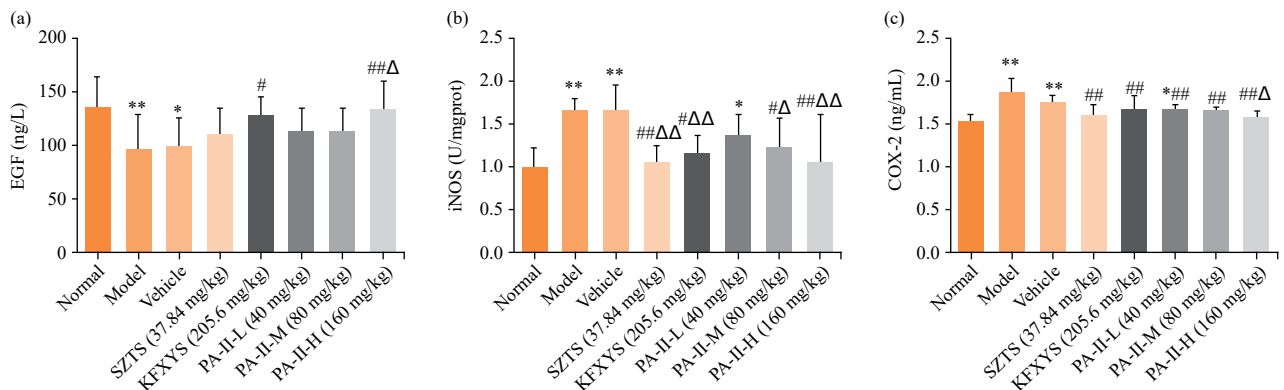 (a)
EGF (ng/L)
200
150
100
50
0
**
*
#
##Δ
Normal
Model
Vehicle
SZTS (37.84 mg/kg)
KFXYS (205.6 mg/kg)
PA-II-L (40 mg/kg)
PA-II-M (80 mg/kg)
PA-II-H (160 mg/kg)
(b)
iNOS (U/mgprot)
2.5
2.0
1.5
1.0
0.5
0.0
**
**
##ΔΔ
#ΔΔ
*
#Δ
##ΔΔ
Normal
Model
Vehicle
SZTS (37.84 mg/kg)
KFXYS (205.6 mg/kg)
PA-II-L (40 mg/kg)
PA-II-M (80 mg/kg)
PA-II-H (160 mg/kg)
(c)
COX-2 (ng/mL)
2.5
2.0
1.5
1.0
0.5
0.0
**
**
##
##
*##
##
##Δ
Normal
Model
Vehicle
SZTS (37.84 mg/kg)
KFXYS (205.6 mg/kg)
PA-II-L (40 mg/kg)
PA-II-M (80 mg/kg)
PA-II-H (160 mg/kg)